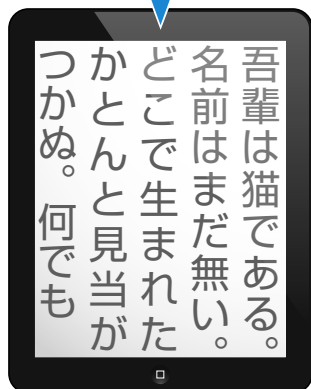 吾輩は猫である。
名前はまだ無い。
どこで生まれた
かとんと見当が
つかぬ。何でも